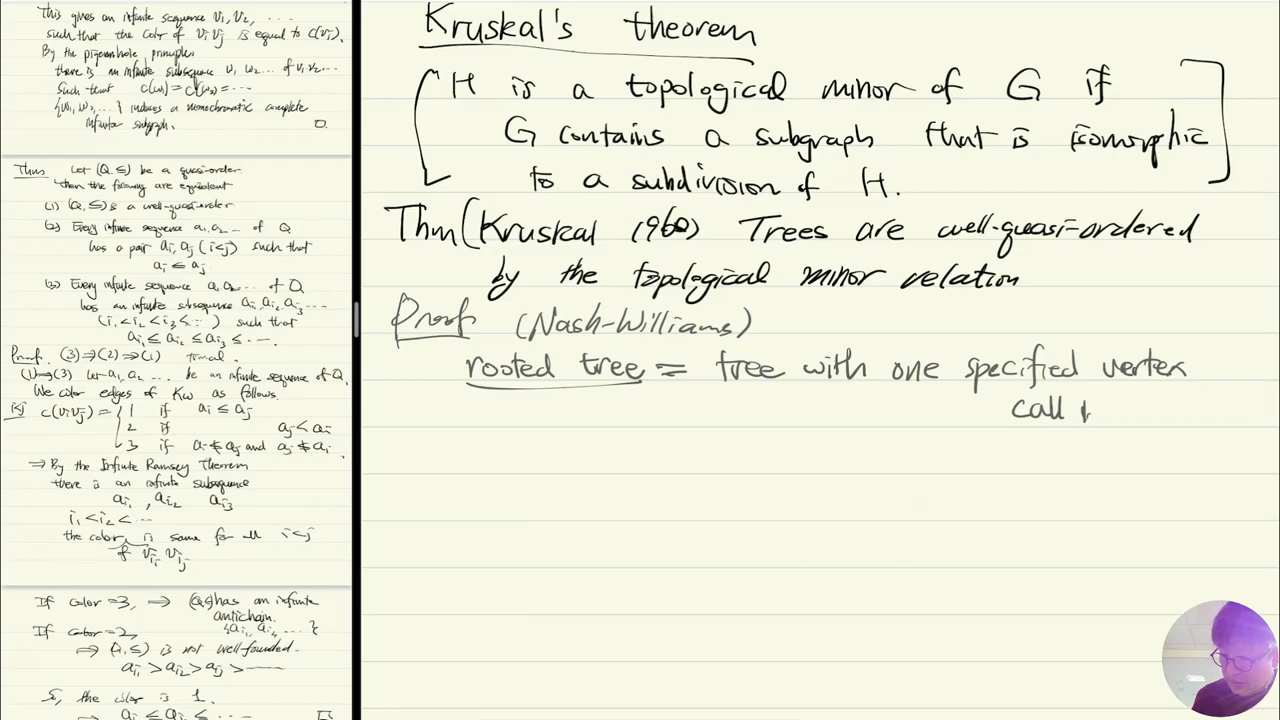 This gives an infinite sequence v1, v2, ....
such that the color of vi vj is equal to c(vi).
By the pigeonhole principle
there is an infinite subsequence w1, w2 ... of v1, v2 ...
such that c(w1) = c(w2) = ...
{w1, w2, ...} induces a monochromatic complete
infinite subgraph. □
Thm Let (Q, ≤) be a quasi-order.
then the following are equivalent
(1) (Q, ≤) is a well-quasi-order
(2) Every infinite sequence a1, a2 ... of Q
has a pair ai, aj (i<j) such that
ai ≤ aj
(3) Every infinite sequence a1, a2 ... of Q
has an infinite subsequence ai1, ai2, ai3 ...
(i1 < i2 < i3 < ...) such that
ai1 ≤ ai2 ≤ ai3 ≤ ....
Proof. (3)⇒(2)⇒(1) trivial.
(1)⇒(3) Let a1, a2 ... be an infinite sequence of Q.
We color edges of Kω as follows.
i<j c(vi vj) = { 1 if ai ≤ aj
2 if aj < ai
3 if ai ≰ aj and aj ≰ ai.
⇒ By the Infinite Ramsey Theorem
there is an infinite subsequence
ai1, ai2 ai3
i1 < i2 < ...
the color is same for all i<j
of vii vij
If color = 3, ⇒ (Q, ≤) has an infinite
antichain.
{ai1, ai2 .... }
If color = 2,
⇒ (Q, ≤) is not well-founded.
ai1 > ai2 > ai3 > ...
So, the color is 1.
⇒ ai1 ≤ ai2 ≤ ... □
Kruskal's theorem
[ H is a topological minor of G if
G contains a subgraph that is isomorphic
to a subdivision of H. ]
Thm (Kruskal 1960) Trees are well-quasi-ordered
by the topological minor relation
Proof (Nash-Williams)
rooted tree = tree with one specified vertex
call